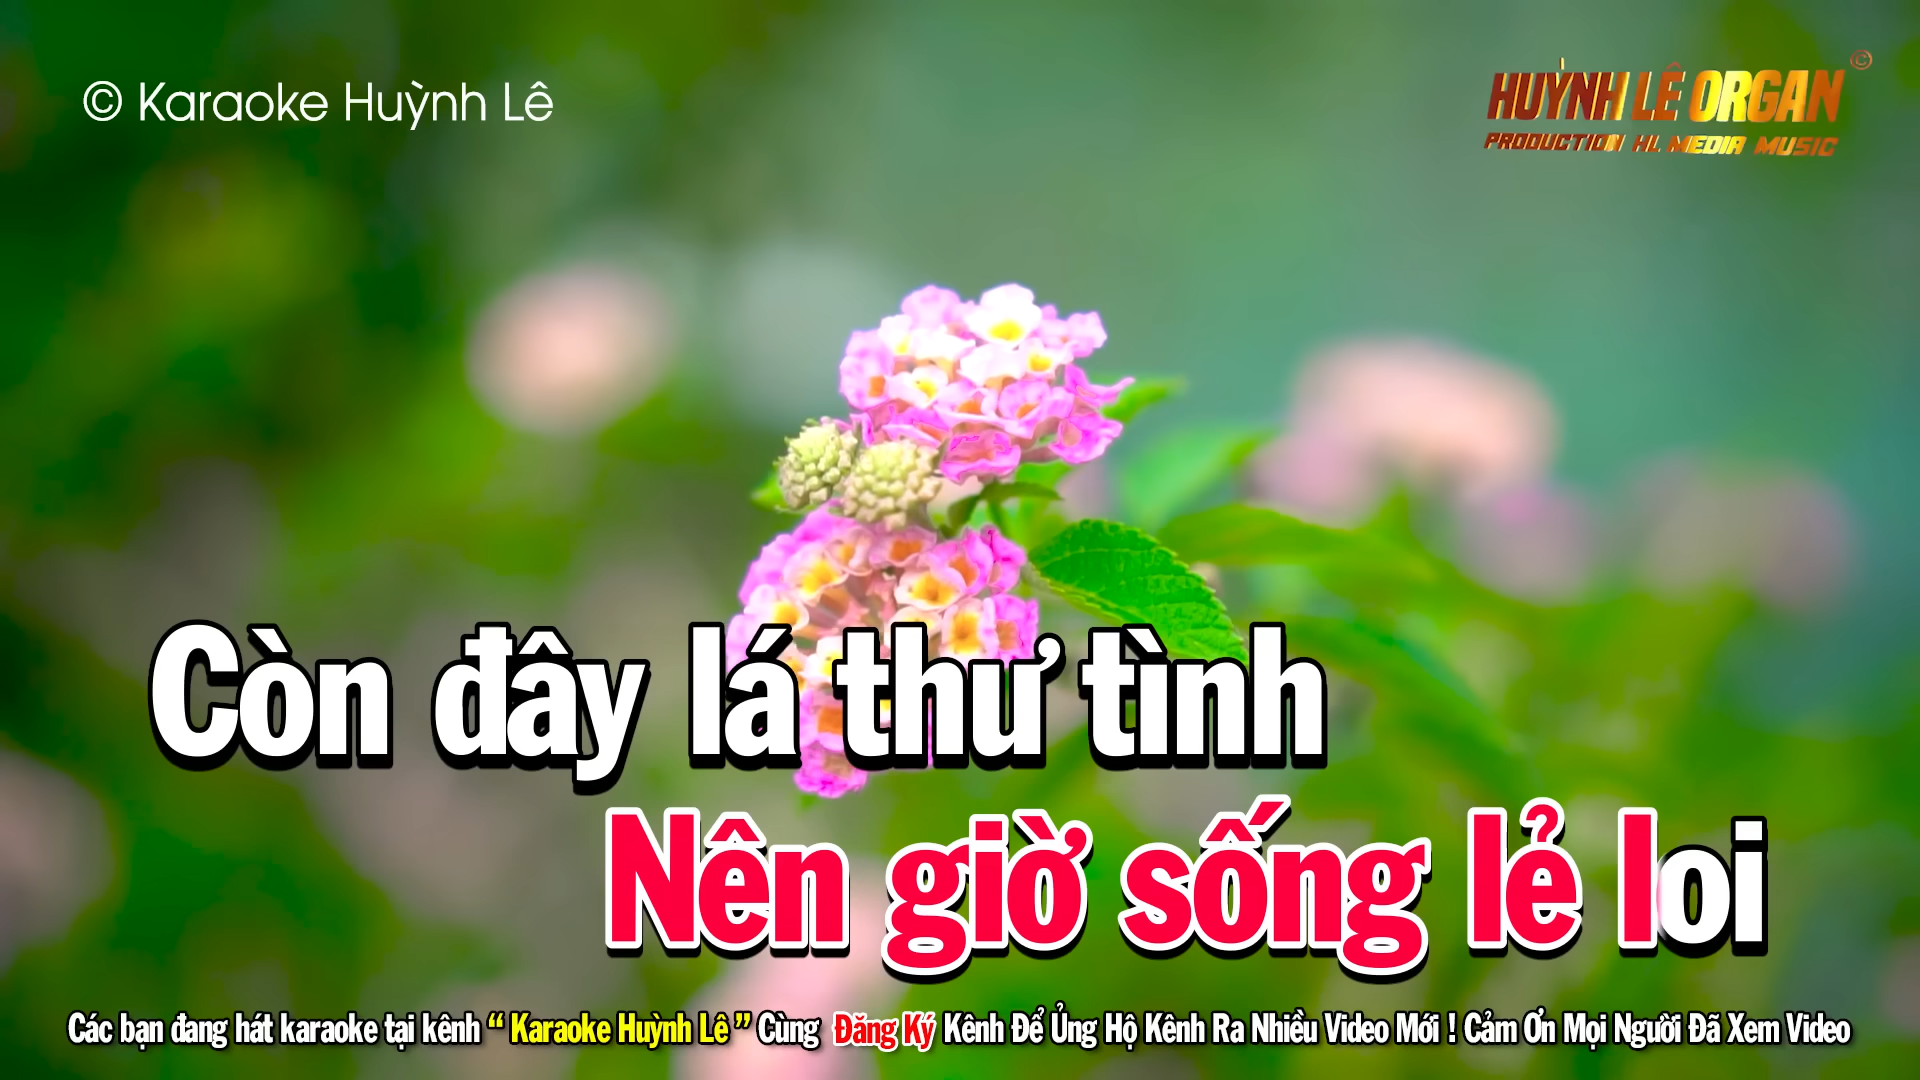 © Karaoke Huỳnh Lê
HUỲNH LÊ ORGAN ©
PRODUCTION HL MEDIA MUSIC
Còn đây lá thư tình
Nên giờ sống lẻ loi
Các bạn đang hát karaoke tại kênh “ Karaoke Huỳnh Lê ” Cùng Đăng Ký Kênh Để Ủng Hộ Kênh Ra Nhiều Video Mới ! Cảm Ơn Mọi Người Đã Xem Video